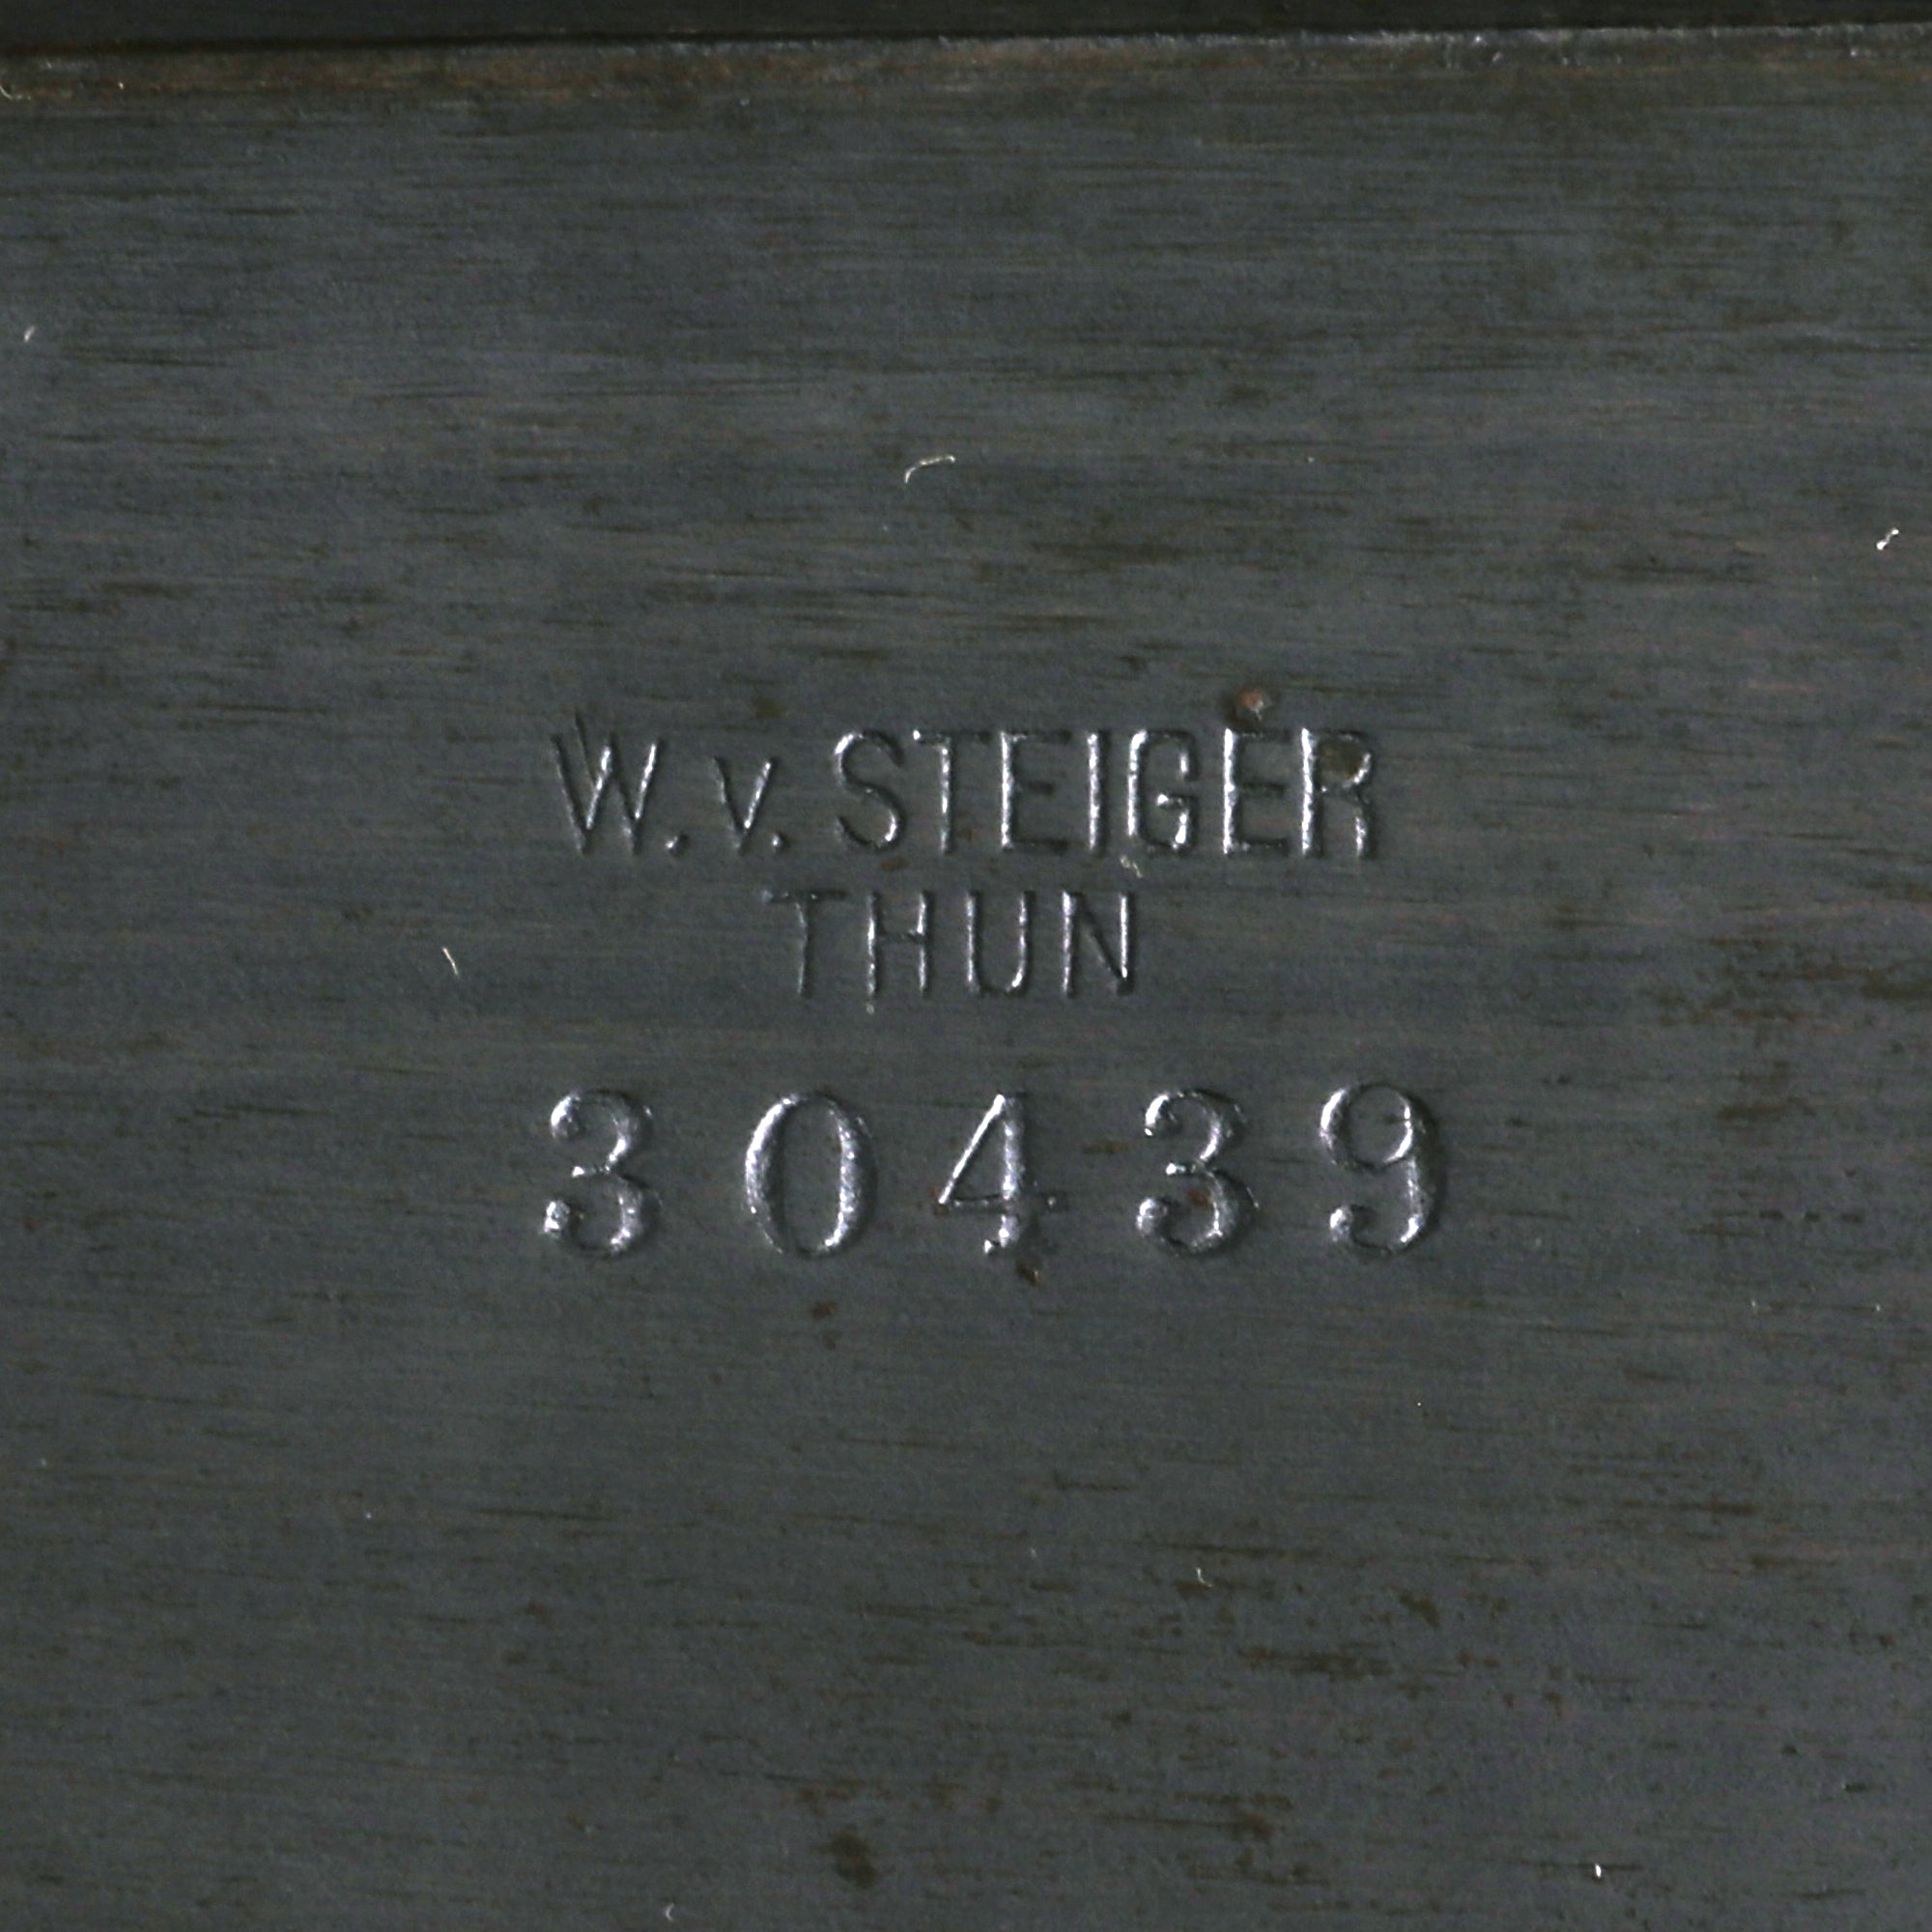 W. v. STEIGER
THUN
30439